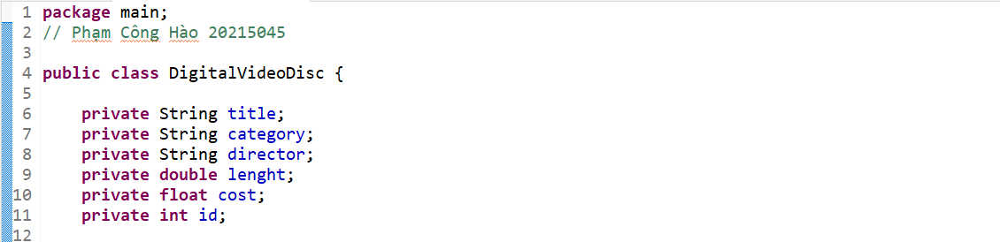 1 package main;
2 // Phạm Công Hào 20215045
3
4 public class DigitalVideoDisc {
5
6     private String title;
7     private String category;
8     private String director;
9     private double lenght;
10     private float cost;
11     private int id;
12